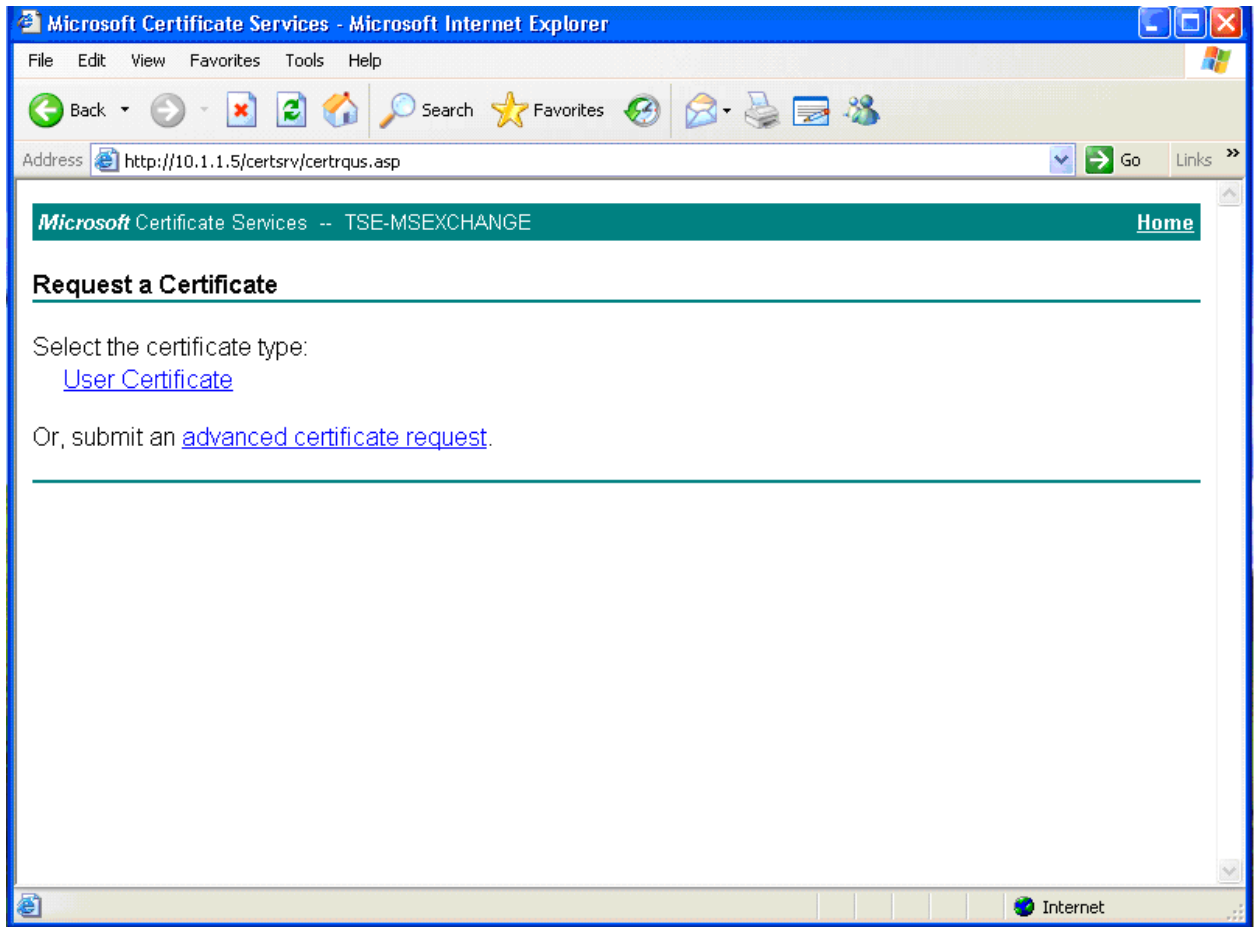 Microsoft Certificate Services - Microsoft Internet Explorer
File Edit View Favorites Tools Help
Back Search Favorites
Address http://10.1.1.5/certsrv/certrqus.asp Go Links »
Microsoft Certificate Services -- TSE-MSEXCHANGE Home
Request a Certificate
Select the certificate type:
User Certificate
Or, submit an advanced certificate request.
Internet